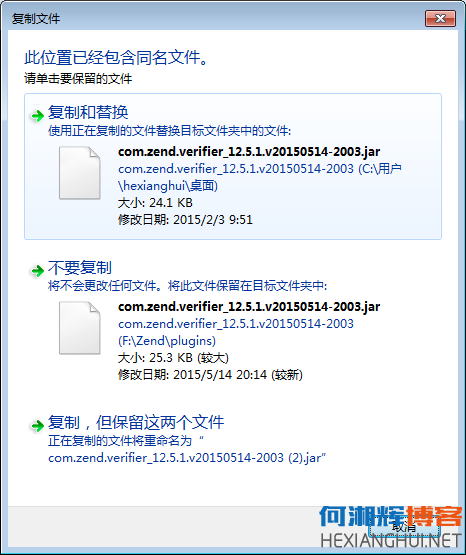 复制文件
此位置已经包含同名文件。
请单击要保留的文件
复制和替换
使用正在复制的文件替换目标文件夹中的文件:
com.zend.verifier_12.5.1.v20150514-2003.jar
com.zend.verifier_12.5.1.v20150514-2003 (C:\用户
\hexianghui\桌面)
大小: 24.1 KB
修改日期: 2015/2/3 9:51
不要复制
将不会更改任何文件。将此文件保留在目标文件夹中:
com.zend.verifier_12.5.1.v20150514-2003.jar
com.zend.verifier_12.5.1.v20150514-2003
(F:\Zend\plugins)
大小: 25.3 KB (较大)
修改日期: 2015/5/14 20:14 (较新)
复制，但保留这两个文件
正在复制的文件将重命名为“
com.zend.verifier_12.5.1.v20150514-2003 (2).jar”
何湘辉博客
取消
HEXIANGHUI.NET